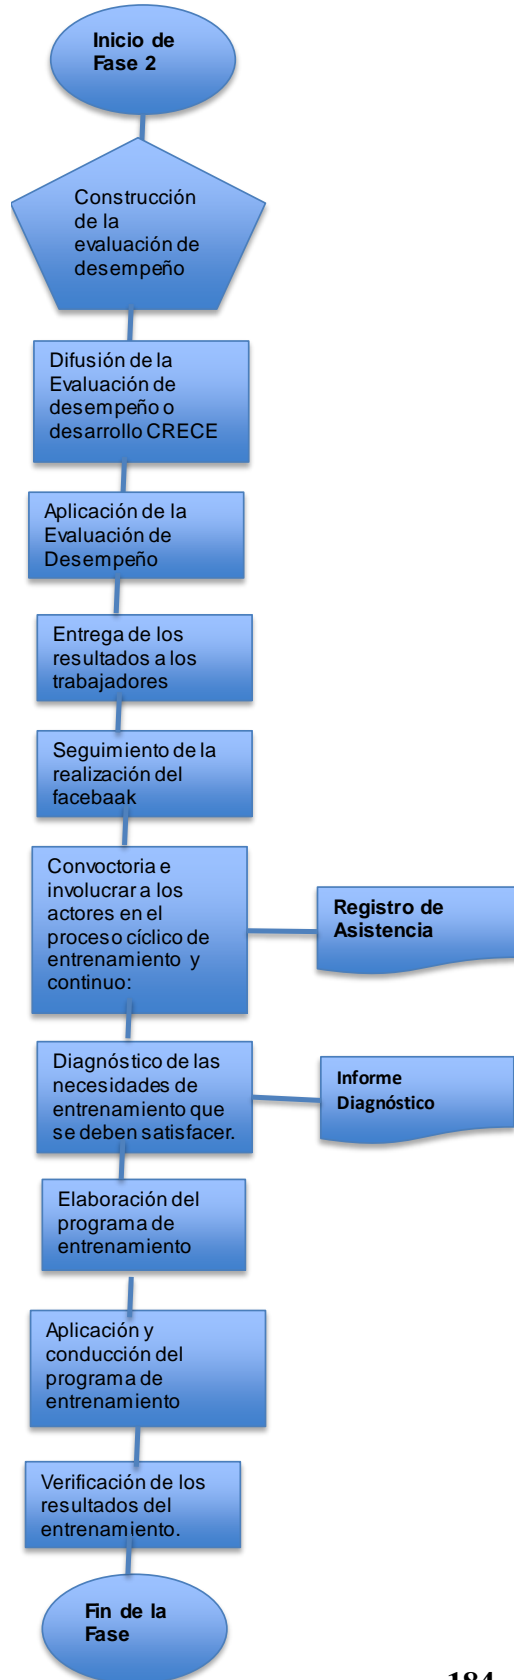 Inicio de
Fase 2
Construcción
de la
evaluación de
desempeño
Difusión de la
Evaluación de
desempeño o
desarrollo CRECE
Aplicación de la
Evaluación de
Desempeño
Entrega de los
resultados a los
trabajadores
Seguimiento de la
realización del
facebaak
Convoctoria e
involucrar a los
actores en el
proceso cíclico de
entrenamiento y
continuo:
Registro de
Asistencia
Diagnóstico de las
necesidades de
entrenamiento que
se deben satisfacer.
Informe
Diagnóstico
Elaboración del
programa de
entrenamiento
Aplicación y
conducción del
programa de
entrenamiento
Verificación de los
resultados del
entrenamiento.
Fin de la
Fase
184